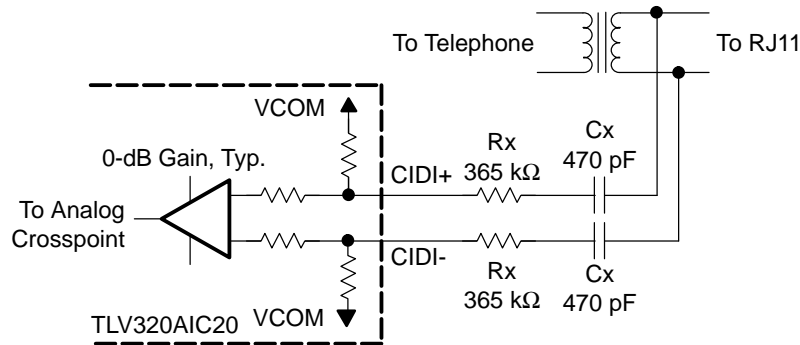 To Telephone
To RJ11
VCOM
Rx
365 kΩ
Cx
470 pF
0-dB Gain, Typ.
CIDI+
To Analog
Crosspoint
CIDI-
Rx
365 kΩ
Cx
470 pF
TLV320AIC20
VCOM